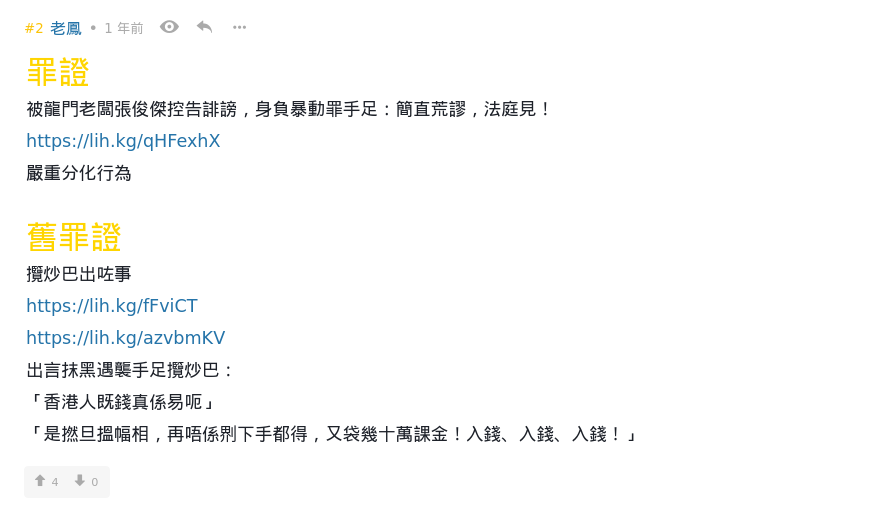 #2 老鳳 • 1 年前
罪證
被龍門老闆張俊傑控告誹謗，身負暴動罪手足：簡直荒謬，法庭見！
https://lih.kg/qHFexhX
嚴重分化行為
舊罪證
攬炒巴出咗事
https://lih.kg/fFviCT
https://lih.kg/azvbmKV
出言抹黑遇襲手足攬炒巴：
「香港人既錢真係易呃」
「是撚旦搵幅相，再唔係𠝹下手都得，又袋幾十萬課金！入錢、入錢、入錢！」
4 0